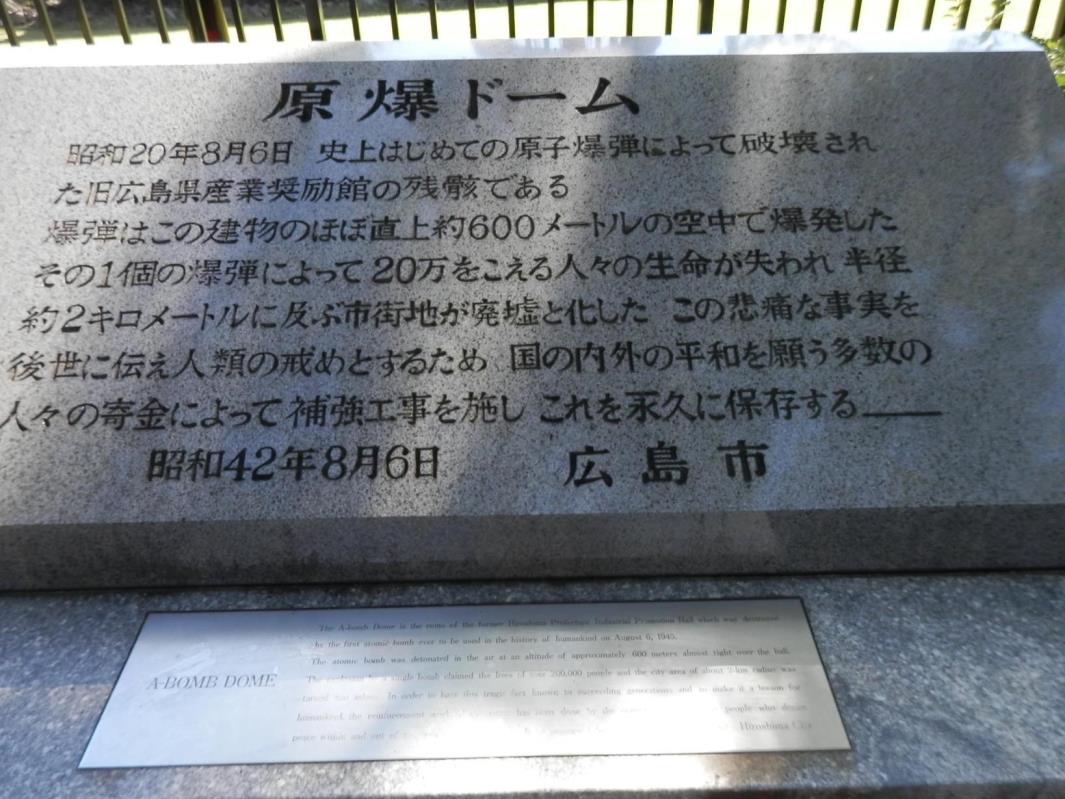 原爆ドーム
昭和20年8月6日 史上はじめての原子爆弾によって破壊され
た旧広島県産業奨励館の残骸である
爆弾はこの建物のほぼ直上約600メートルの空中で爆発した
その1個の爆弾によって20万をこえる人々の生命が失われ 半径
約2キロメートルに及ぶ市街地が廃墟と化した この悲痛な事実を
後世に伝え人類の戒めとするため 国の内外の平和を願う多数の
人々の寄金によって補強工事を施し これを永久に保存する
昭和42年8月6日 広島市
A-BOMB DOME
The A-bomb Dome is the ruins of the former Hiroshima Prefecture Industrial Promotion Hall which was destroyed
by the first atomic bomb ever to be used in the history of humankind on August 6, 1945.
The atomic bomb was detonated in the air at an altitude of approximately 600 meters almost right over the hall.
The explosion of a single bomb claimed the lives of over 200,000 people and the city area of about 2-km radius was
turned into ashes. In order to have this tragic fact known to succeeding generations and to make it a lesson for
humankind, the reinforcement work of the ruins has been done by the people who desire
peace within and out of
Hiroshima City